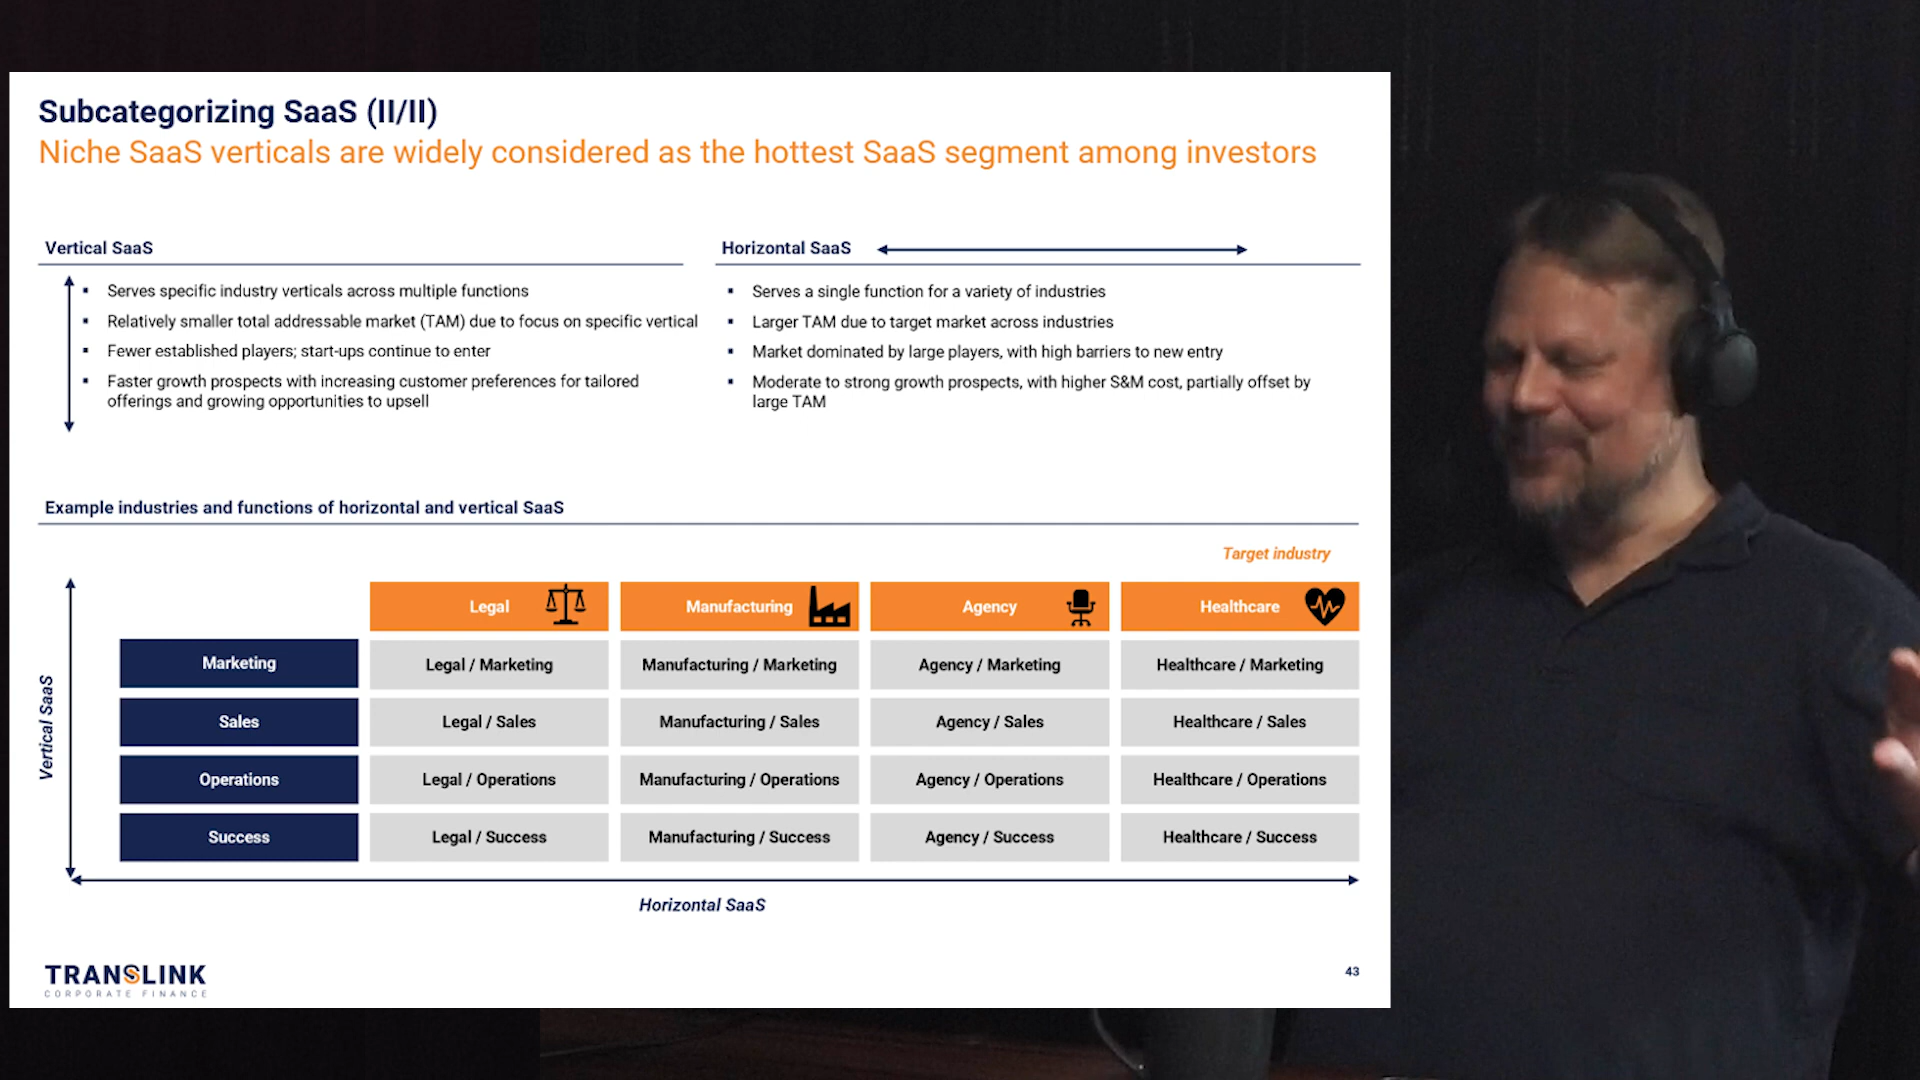 Subcategorizing SaaS (II/II)
Niche SaaS verticals are widely considered as the hottest SaaS segment among investors
Vertical SaaS
Serves specific industry verticals across multiple functions
Relatively smaller total addressable market (TAM) due to focus on specific vertical
Fewer established players; start-ups continue to enter
Faster growth prospects with increasing customer preferences for tailored
offerings and growing opportunities to upsell
Horizontal SaaS
Serves a single function for a variety of industries
Larger TAM due to target market across industries
Market dominated by large players, with high barriers to new entry
Moderate to strong growth prospects, with higher S&M cost, partially offset by
large TAM
Example industries and functions of horizontal and vertical SaaS
Target industry
Legal
Manufacturing
Agency
Healthcare
Marketing
Legal / Marketing
Manufacturing / Marketing
Agency / Marketing
Healthcare / Marketing
Sales
Legal / Sales
Manufacturing / Sales
Agency / Sales
Healthcare / Sales
Operations
Legal / Operations
Manufacturing / Operations
Agency / Operations
Healthcare / Operations
Success
Legal / Success
Manufacturing / Success
Agency / Success
Healthcare / Success
Vertical SaaS
Horizontal SaaS
TRANSLINK
CORPORATE FINANCE
43